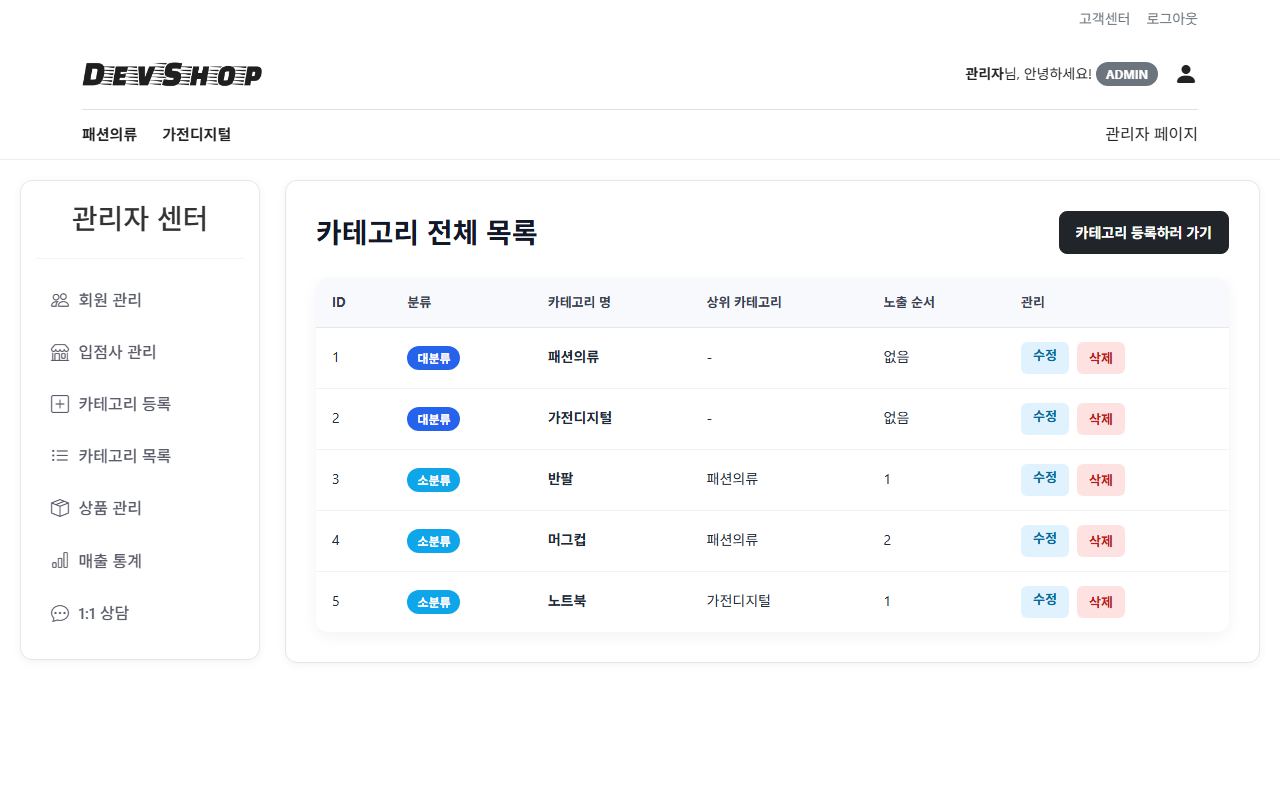 고객센터 로그아웃
DEVSHOP 관리자님, 안녕하세요! ADMIN
패션의류 가전디지털 관리자 페이지
관리자 센터
회원 관리
입점사 관리
카테고리 등록
카테고리 목록
상품 관리
매출 통계
1:1 상담
카테고리 전체 목록 카테고리 등록하러 가기
ID 분류 카테고리 명 상위 카테고리 노출 순서 관리
1 대분류 패션의류 - 없음 수정 삭제
2 대분류 가전디지털 - 없음 수정 삭제
3 소분류 반팔 패션의류 1 수정 삭제
4 소분류 머그컵 패션의류 2 수정 삭제
5 소분류 노트북 가전디지털 1 수정 삭제